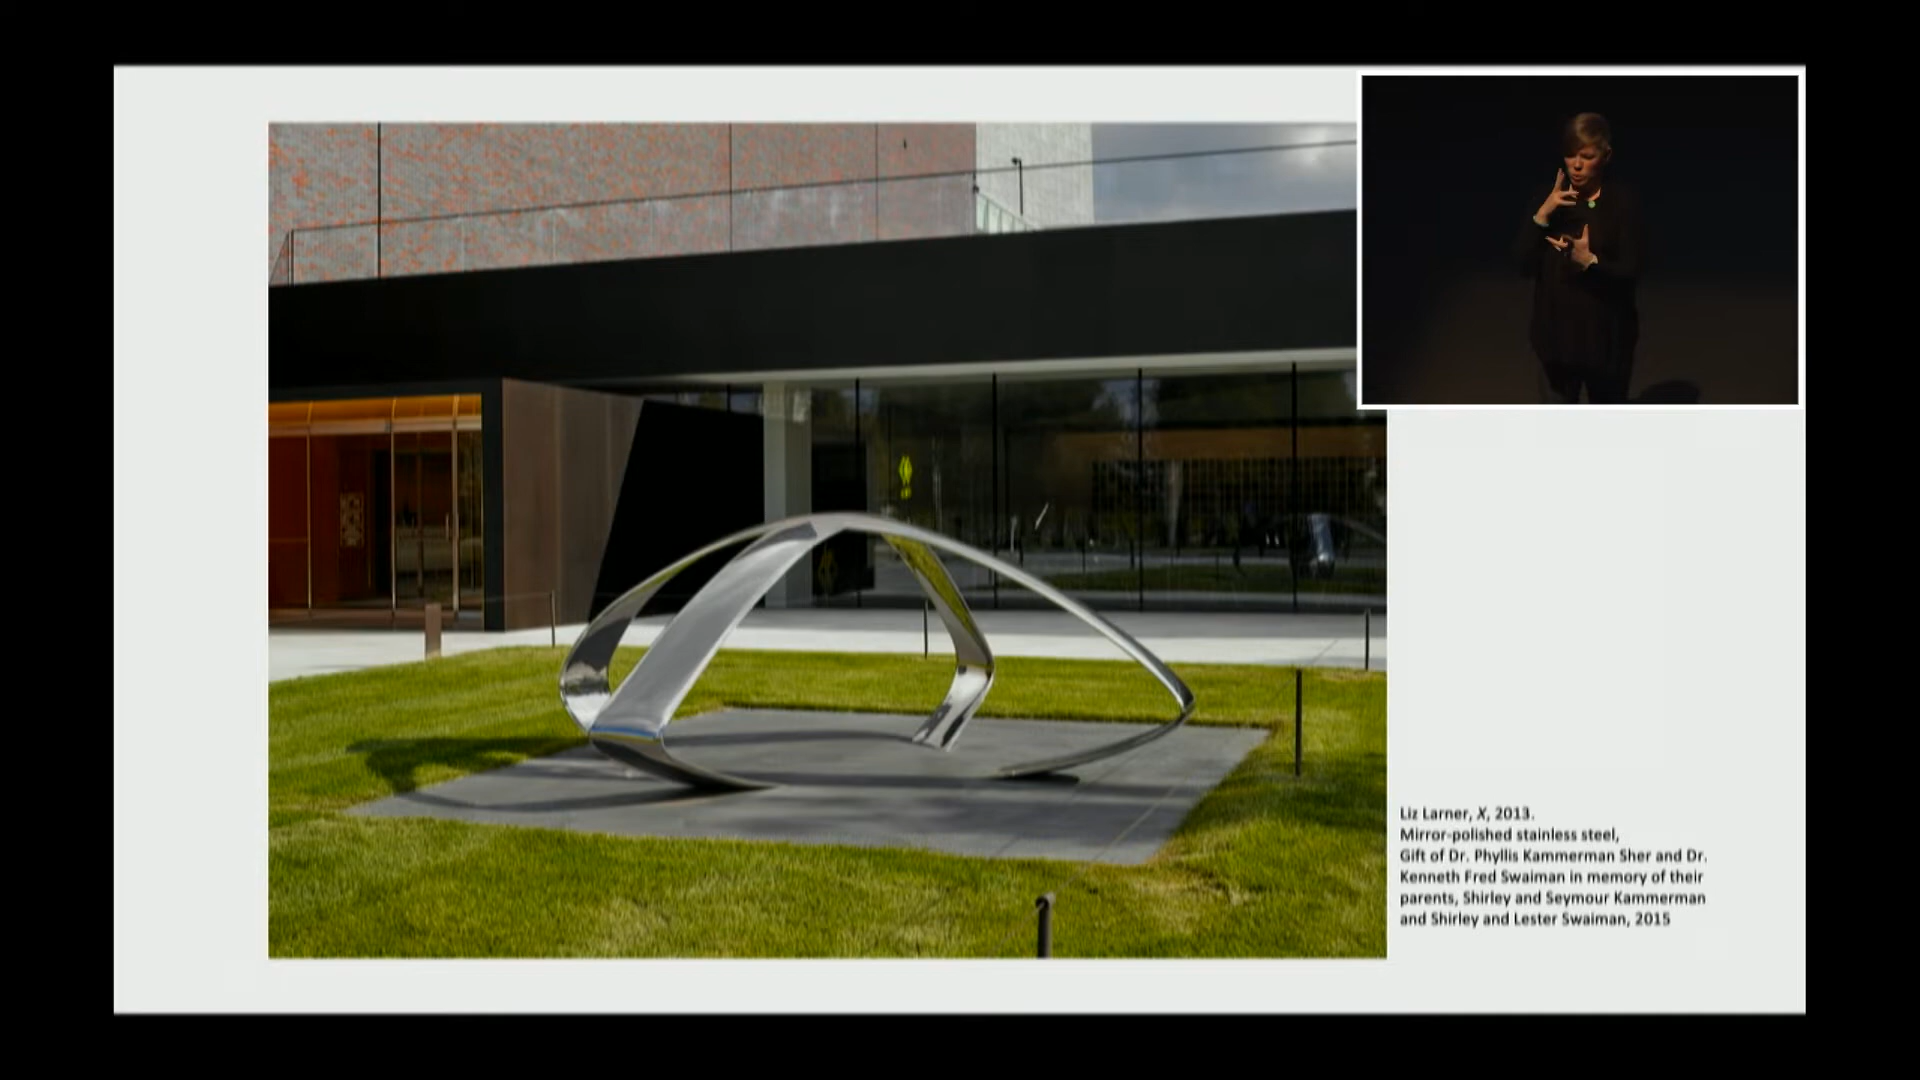 Liz Larner, X, 2013.
Mirror-polished stainless steel,
Gift of Dr. Phyllis Kammerman Sher and Dr.
Kenneth Fred Swaiman in memory of their
parents, Shirley and Seymour Kammerman
and Shirley and Lester Swaiman, 2015